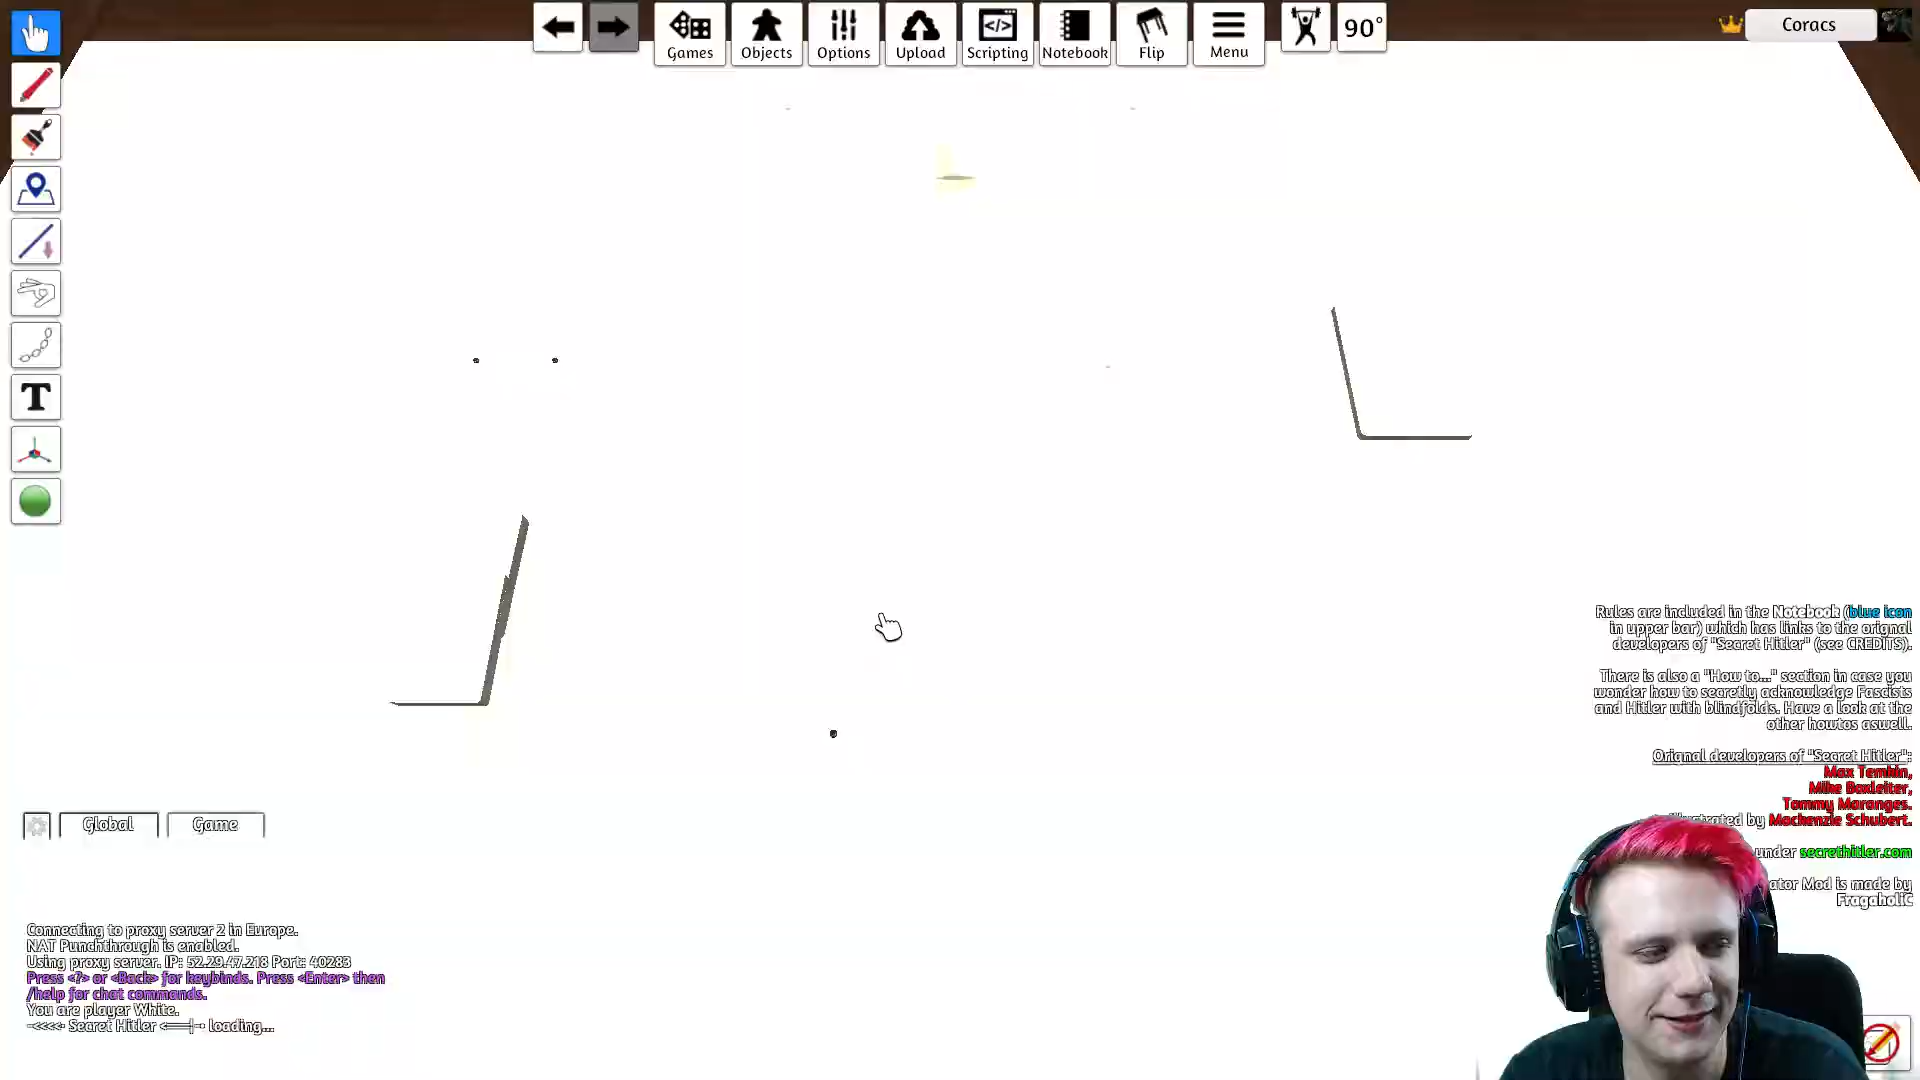 Games
Objects
Options
Upload
Scripting
Notebook
Flip
Menu
90°
Coracs
T
Rules are included in the Notebook (blue icon
in upper bar) which has links to the orignal
developers of "Secret Hitler" (see CREDITS).
There is also a "How to..." section in case you
wonder how to secretly acknowledge Fascists
and Hitler with blindfolds. Have a look at the
other howtos aswell.
Orignal developers of "Secret Hitler":
Max Temkin,
Mike Boxleiter,
Tommy Maranges.
by Mackenzie Schubert.
under secrethitler.com
Mod is made by
FragaholiC
Global
Game
Connecting to proxy server 2 in Europe.
NAT Punchthrough is enabled.
Using proxy server. IP: 52.29.47.218 Port: 40283
Press <?> or <Back> for keybinds. Press <Enter> then
/help for chat commands.
You are player White.
-<<<<- Secret Hitler <===|-- loading...